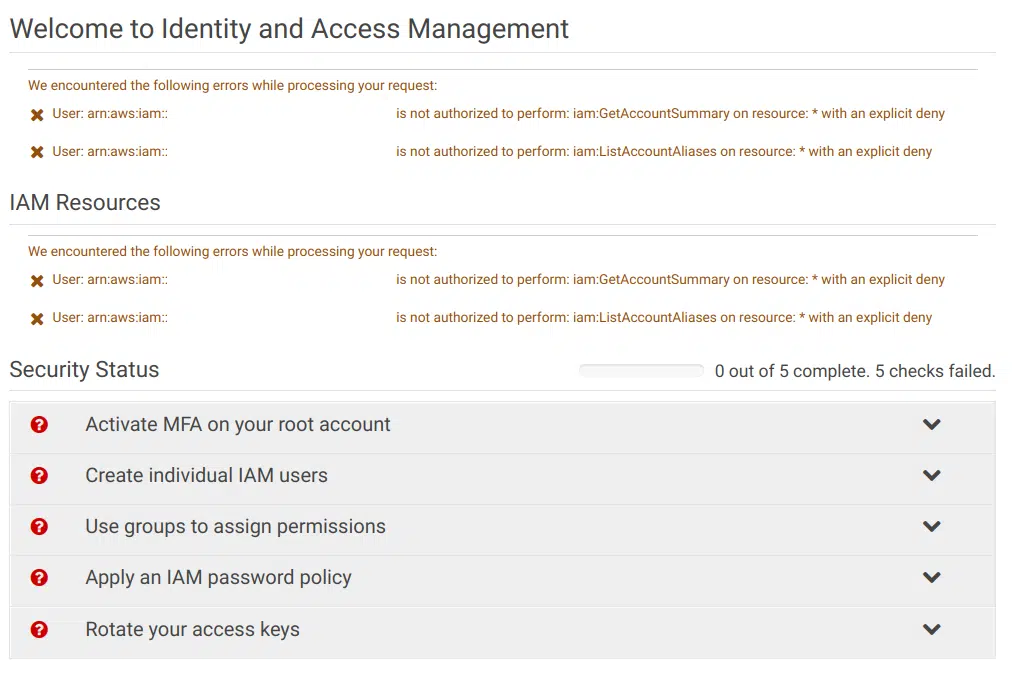 Welcome to Identity and Access Management
We encountered the following errors while processing your request:
User: arn:aws:iam:: is not authorized to perform: iam:GetAccountSummary on resource: * with an explicit deny
User: arn:aws:iam:: is not authorized to perform: iam:ListAccountAliases on resource: * with an explicit deny
IAM Resources
We encountered the following errors while processing your request:
User: arn:aws:iam:: is not authorized to perform: iam:GetAccountSummary on resource: * with an explicit deny
User: arn:aws:iam:: is not authorized to perform: iam:ListAccountAliases on resource: * with an explicit deny
Security Status 0 out of 5 complete. 5 checks failed.
Activate MFA on your root account
Create individual IAM users
Use groups to assign permissions
Apply an IAM password policy
Rotate your access keys